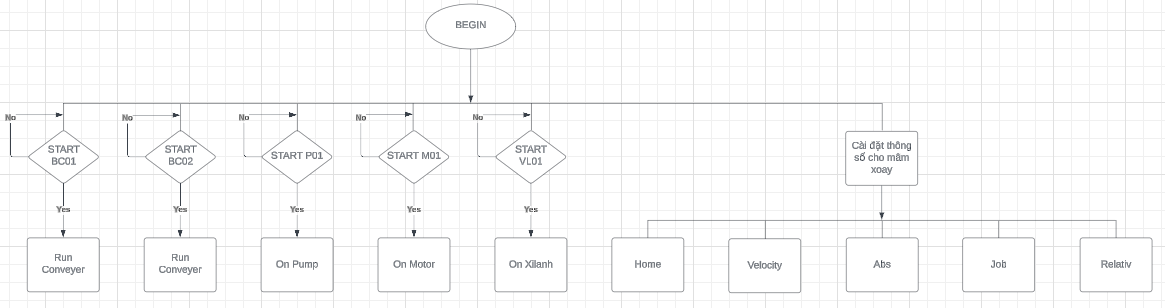 BEGIN
No
No
No
No
No
START
BC01
START
BC02
START P01
START M01
START
VL01
Cài đặt thông
số cho mâm
xoay
Yes
Yes
Yes
Yes
Yes
Run
Conveyer
Run
Conveyer
On Pump
On Motor
On Xilanh
Home
Velocity
Abs
Job
Relativ